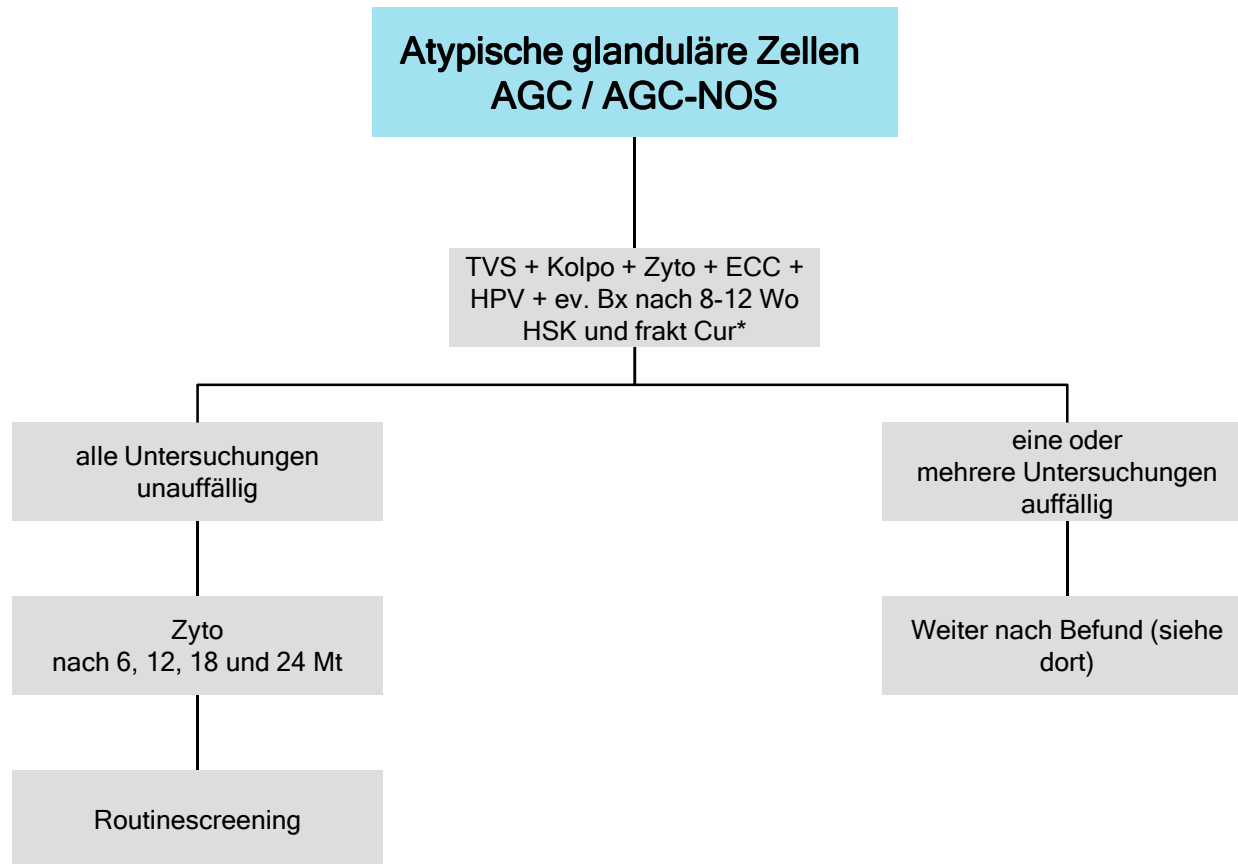 Atypische glanduläre Zellen
AGC / AGC-NOS
TVS + Kolpo + Zyto + ECC +
HPV + ev. Bx nach 8-12 Wo
HSK und frakt Cur*
alle Untersuchungen
unauffällig
eine oder
mehrere Untersuchungen
auffällig
Zyto
nach 6, 12, 18 und 24 Mt
Weiter nach Befund (siehe
dort)
Routinescreening